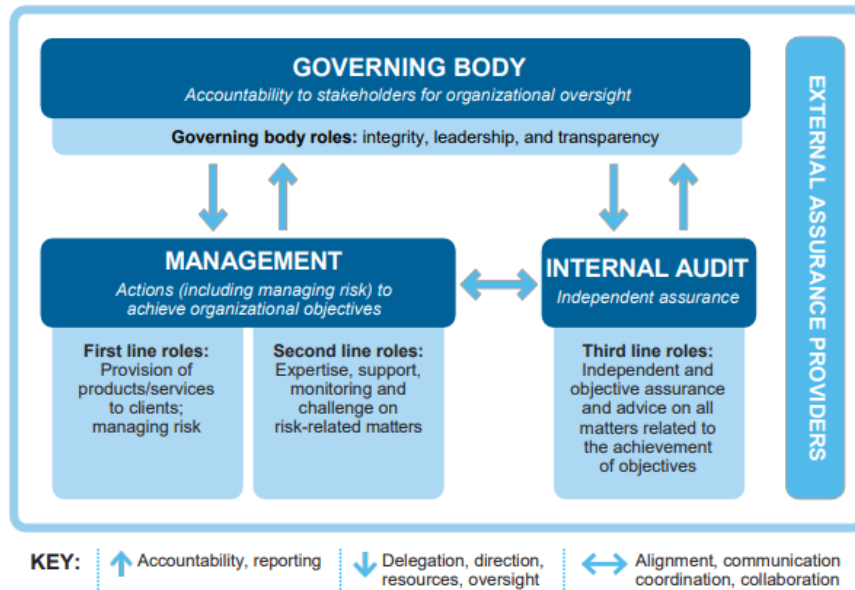 GOVERNING BODY
Accountability to stakeholders for organizational oversight
Governing body roles: integrity, leadership, and transparency
MANAGEMENT
Actions (including managing risk) to
achieve organizational objectives
INTERNAL AUDIT
Independent assurance
First line roles:
Provision of
products/services
to clients;
managing risk
Second line roles:
Expertise, support,
monitoring and
challenge on
risk-related matters
Third line roles:
Independent and
objective assurance
and advice on all
matters related to
the achievement
of objectives
EXTERNAL ASSURANCE PROVIDERS
KEY:
Accountability, reporting
Delegation, direction,
resources, oversight
Alignment, communication
coordination, collaboration